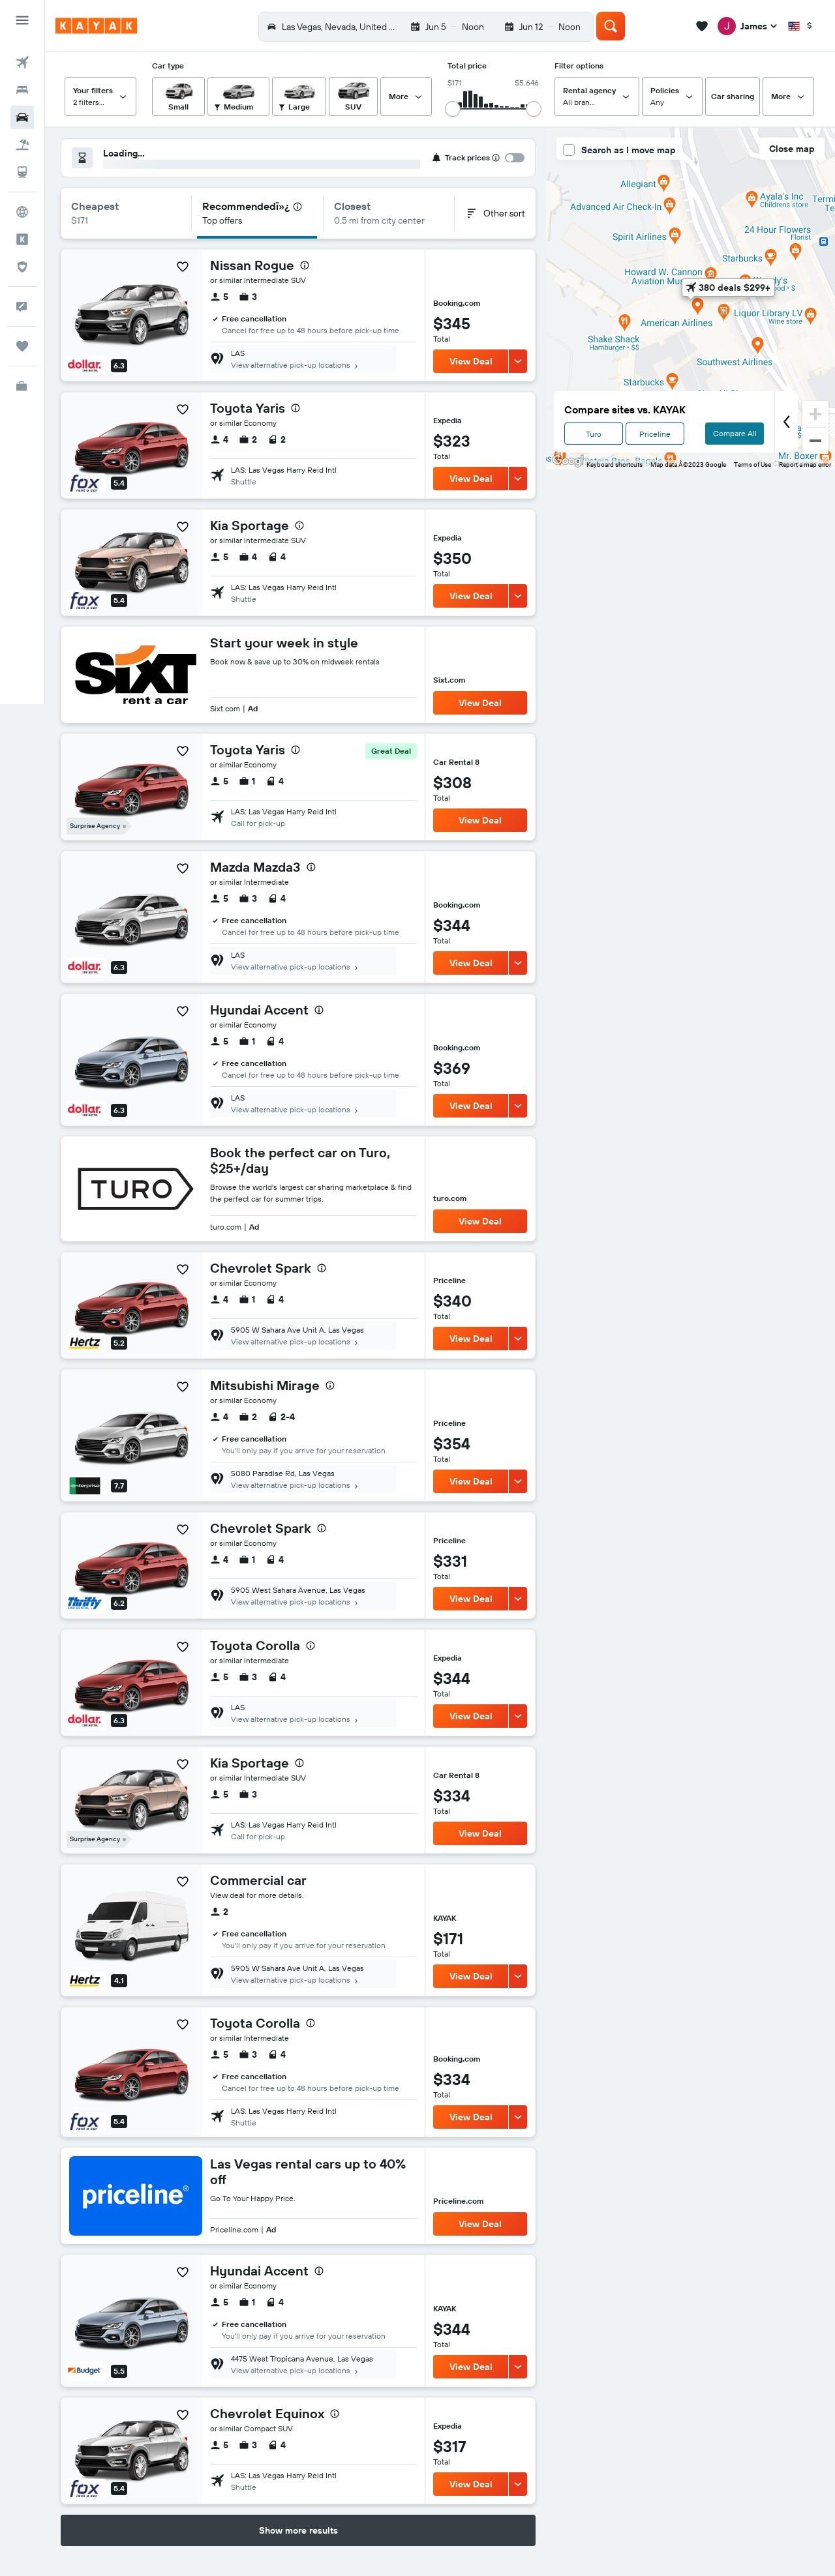 KAYAK
Las Vegas, Nevada, United ...
Jun 5
Noon
Jun 12
Noon
James
$
Your filters
2 filters...
Car type
Small
Medium
Large
SUV
More
Total price
$171
$5,646
Filter options
Rental agency
All bran...
Policies
Any
Car sharing
More
Loading...
Track prices
Cheapest
$171
Recommendedï»¿
Top offers
Closest
0.5 mi from city center
Other sort
Nissan Rogue
or similar Intermediate SUV
5 3
Free cancellation
Cancel for free up to 48 hours before pick-up time
LAS
View alternative pick-up locations
dollar.
6.3
Booking.com
$345
Total
View Deal
Toyota Yaris
or similar Economy
4 2 2
LAS: Las Vegas Harry Reid Intl
Shuttle
fox
5.4
Expedia
$323
Total
View Deal
Kia Sportage
or similar Intermediate SUV
5 4 4
LAS: Las Vegas Harry Reid Intl
Shuttle
fox
5.4
Expedia
$350
Total
View Deal
SIXT
rent a car
Start your week in style
Book now & save up to 30% on midweek rentals
Sixt.com | Ad
Sixt.com
View Deal
Toyota Yaris
Great Deal
or similar Economy
5 1 4
LAS: Las Vegas Harry Reid Intl
Call for pick-up
Surprise Agency
Car Rental 8
$308
Total
View Deal
Mazda Mazda3
or similar Intermediate
5 3 4
Free cancellation
Cancel for free up to 48 hours before pick-up time
LAS
View alternative pick-up locations
dollar.
6.3
Booking.com
$344
Total
View Deal
Hyundai Accent
or similar Economy
5 1 4
Free cancellation
Cancel for free up to 48 hours before pick-up time
LAS
View alternative pick-up locations
dollar.
6.3
Booking.com
$369
Total
View Deal
TURO
Book the perfect car on Turo,
$25+/day
Browse the world's largest car sharing marketplace & find
the perfect car for summer trips.
turo.com | Ad
turo.com
View Deal
Chevrolet Spark
or similar Economy
4 1 4
5905 W Sahara Ave Unit A, Las Vegas
View alternative pick-up locations
Hertz
5.2
Priceline
$340
Total
View Deal
Mitsubishi Mirage
or similar Economy
4 2 2-4
Free cancellation
You'll only pay if you arrive for your reservation
5080 Paradise Rd, Las Vegas
View alternative pick-up locations
enterprise
7.7
Priceline
$354
Total
View Deal
Chevrolet Spark
or similar Economy
4 1 4
5905 West Sahara Avenue, Las Vegas
View alternative pick-up locations
Thrifty
6.2
Priceline
$331
Total
View Deal
Toyota Corolla
or similar Intermediate
5 3 4
LAS
View alternative pick-up locations
dollar.
6.3
Expedia
$344
Total
View Deal
Kia Sportage
or similar Intermediate SUV
5 3
LAS: Las Vegas Harry Reid Intl
Call for pick-up
Surprise Agency
Car Rental 8
$334
Total
View Deal
Commercial car
View deal for more details.
2
Free cancellation
You'll only pay if you arrive for your reservation
5905 W Sahara Ave Unit A, Las Vegas
View alternative pick-up locations
Hertz
4.1
KAYAK
$171
Total
View Deal
Toyota Corolla
or similar Intermediate
5 3 4
Free cancellation
Cancel for free up to 48 hours before pick-up time
LAS: Las Vegas Harry Reid Intl
Shuttle
fox
5.4
Booking.com
$334
Total
View Deal
priceline®
Las Vegas rental cars up to 40%
off
Go To Your Happy Price.
Priceline.com | Ad
Priceline.com
View Deal
Hyundai Accent
or similar Economy
5 1 4
Free cancellation
You'll only pay if you arrive for your reservation
4475 West Tropicana Avenue, Las Vegas
View alternative pick-up locations
Budget
5.5
KAYAK
$344
Total
View Deal
Chevrolet Equinox
or similar Compact SUV
5 3 4
LAS: Las Vegas Harry Reid Intl
Shuttle
fox
5.4
Expedia
$317
Total
View Deal
Show more results
Search as I move map
Close map
Allegiant
Advanced Air Check-In
Ayala's Inc
Childrens store
Spirit Airlines
24 Hour Flowers
Florist
Starbucks
Howard W. Cannon
380 deals $299+
American Airlines
Liquor Library LV
Wine store
Shake Shack
Hamburger • $$
Southwest Airlines
Starbucks
Compare sites vs. KAYAK
Turo
Priceline
Compare All
Mr. Boxer
Google
Keyboard shortcuts
Map data Â©2023 Google
Terms of Use
Report a map error